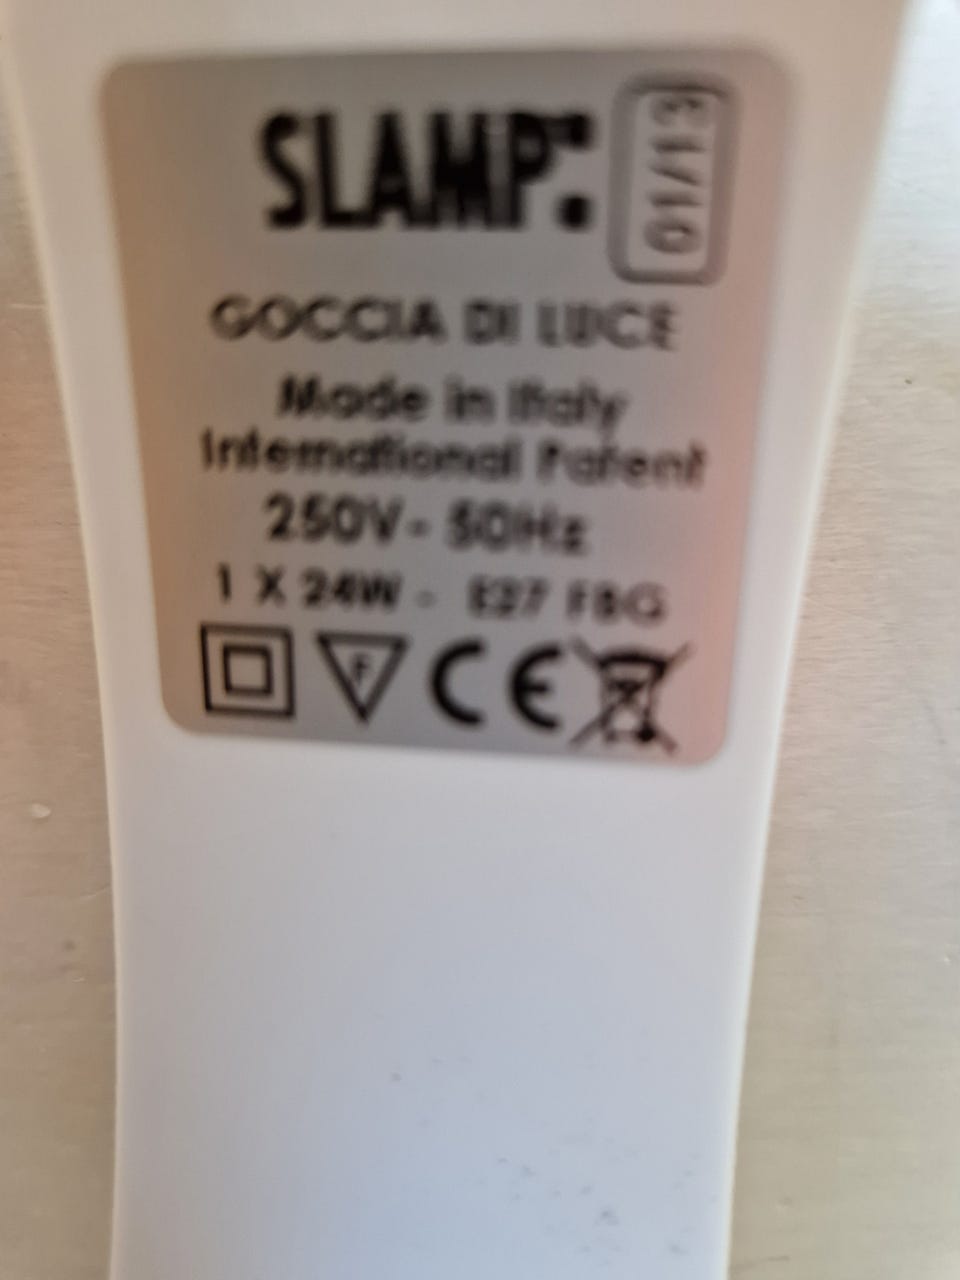 SLAMP
01/13
GOCCIA DI LUCE
Made in Italy
International Patent
250V - 50Hz
1 X 24W - E27 FBG
F
CE